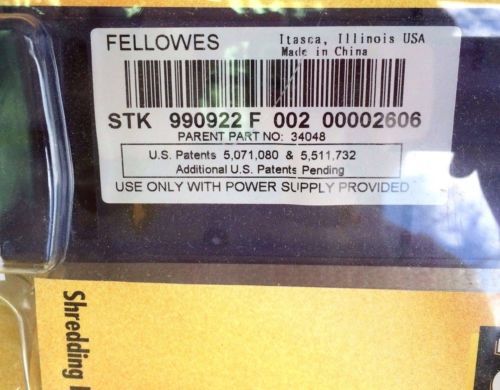 FELLOWES
Itasca, Illinois USA
Made in China
STK 990922 F 002 00002606
PARENT PART NO: 34048
U.S. Patents 5,071,080 & 5,511,732
Additional U.S. Patents Pending
USE ONLY WITH POWER SUPPLY PROVIDED
Shredding